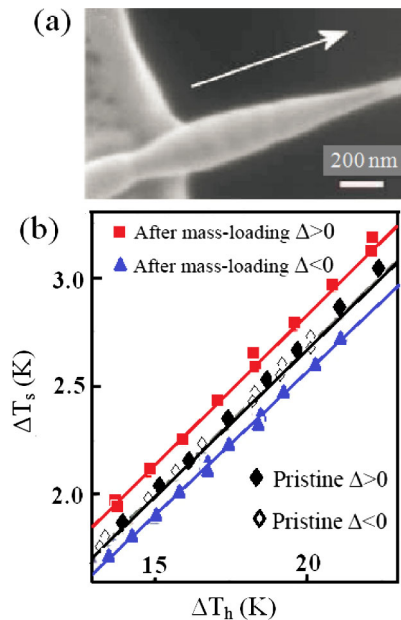 (a)
200 nm
(b)
After mass-loading Δ>0
After mass-loading Δ<0
3.0
2.5
2.0
ΔTs (K)
Pristine Δ>0
Pristine Δ<0
15
20
ΔTh (K)